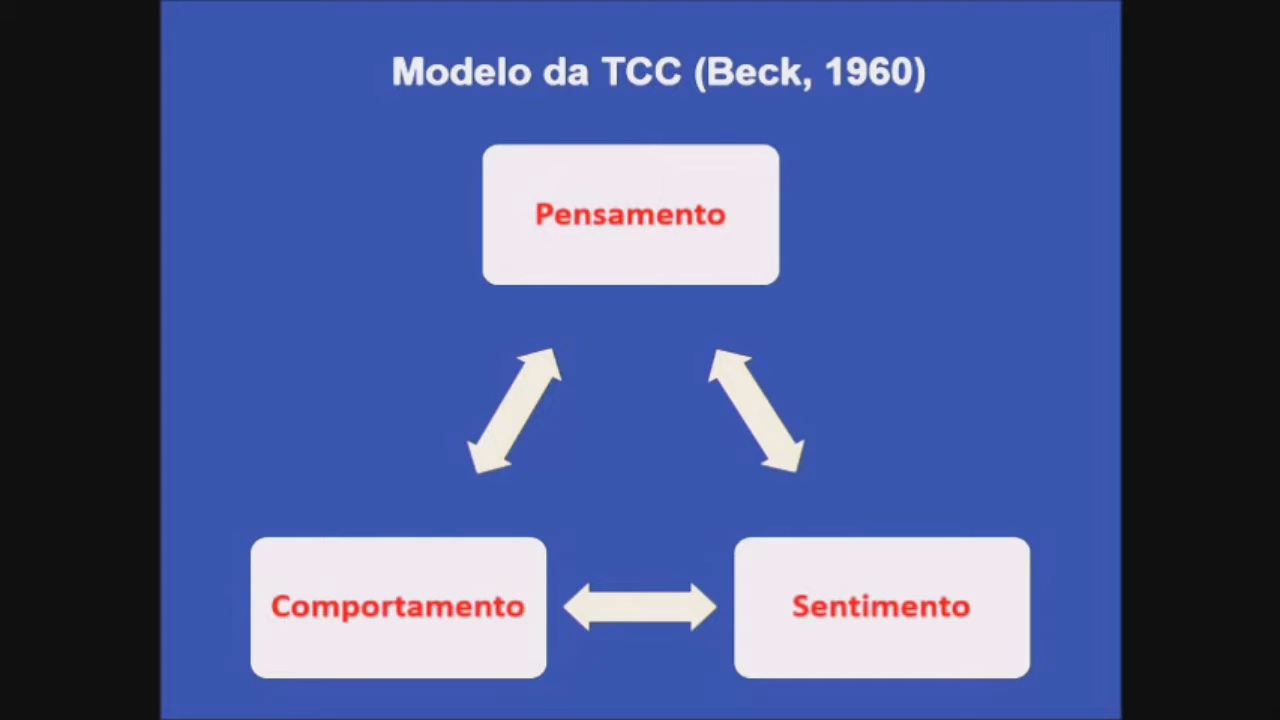 Modelo da TCC (Beck, 1960)
Pensamento
Comportamento
Sentimento